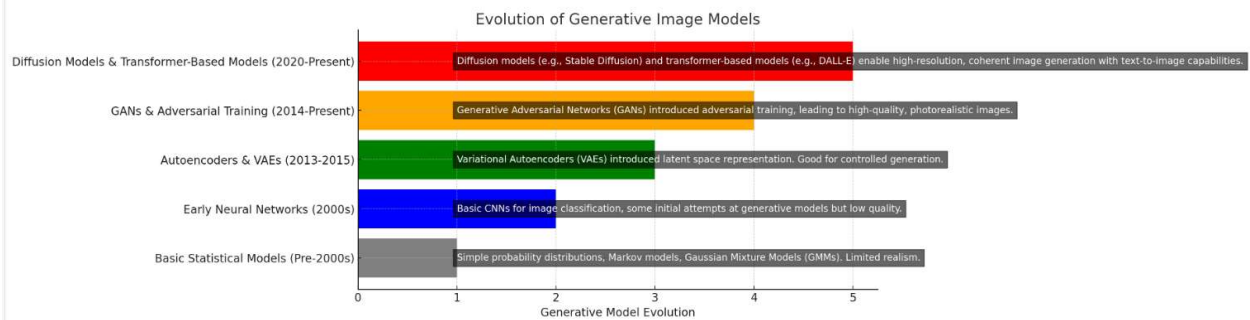 Evolution of Generative Image Models
Diffusion Models & Transformer-Based Models (2020-Present)
Diffusion models (e.g., Stable Diffusion) and transformer-based models (e.g., DALL-E) enable high-resolution, coherent image generation with text-to-image capabilities.
GANs & Adversarial Training (2014-Present)
Generative Adversarial Networks (GANs) introduced adversarial training, leading to high-quality, photorealistic images.
Autoencoders & VAEs (2013-2015)
Variational Autoencoders (VAEs) introduced latent space representation. Good for controlled generation.
Early Neural Networks (2000s)
Basic CNNs for image classification, some initial attempts at generative models but low quality.
Basic Statistical Models (Pre-2000s)
Simple probability distributions, Markov models, Gaussian Mixture Models (GMMs). Limited realism.
0 1 2 3 4 5
Generative Model Evolution